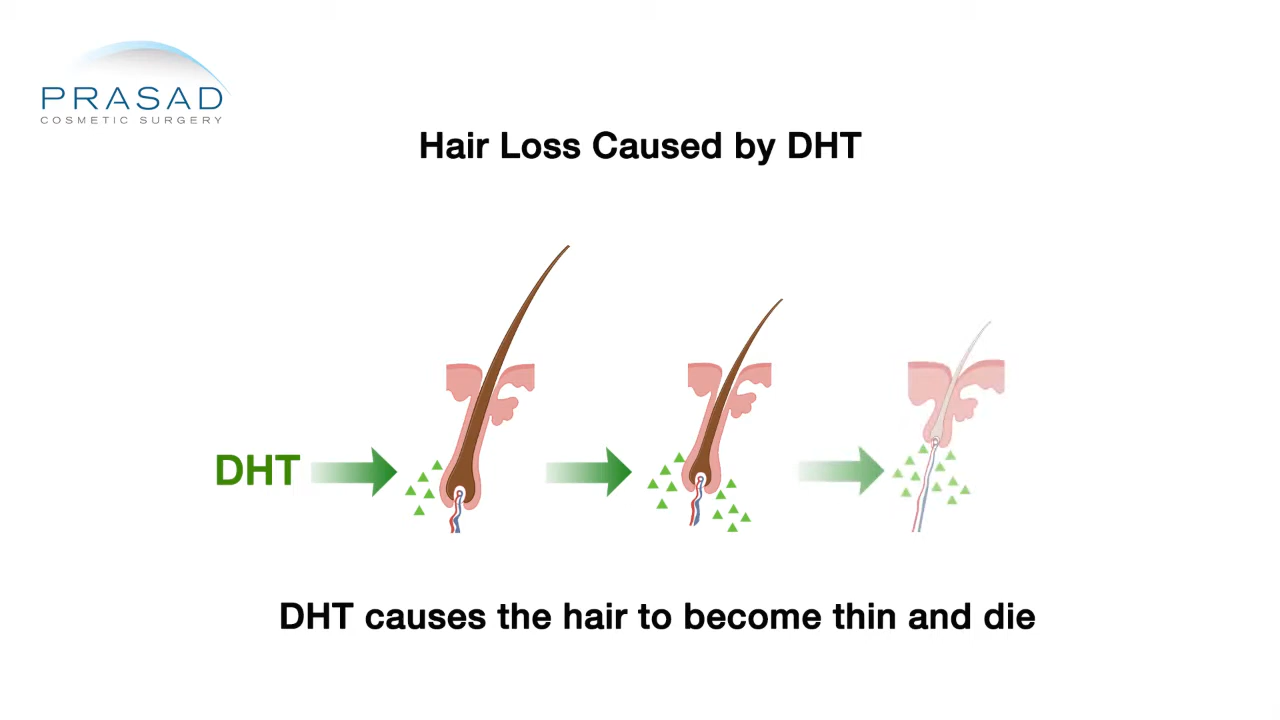 PRASAD
COSMETIC SURGERY
Hair Loss Caused by DHT
DHT
DHT causes the hair to become thin and die